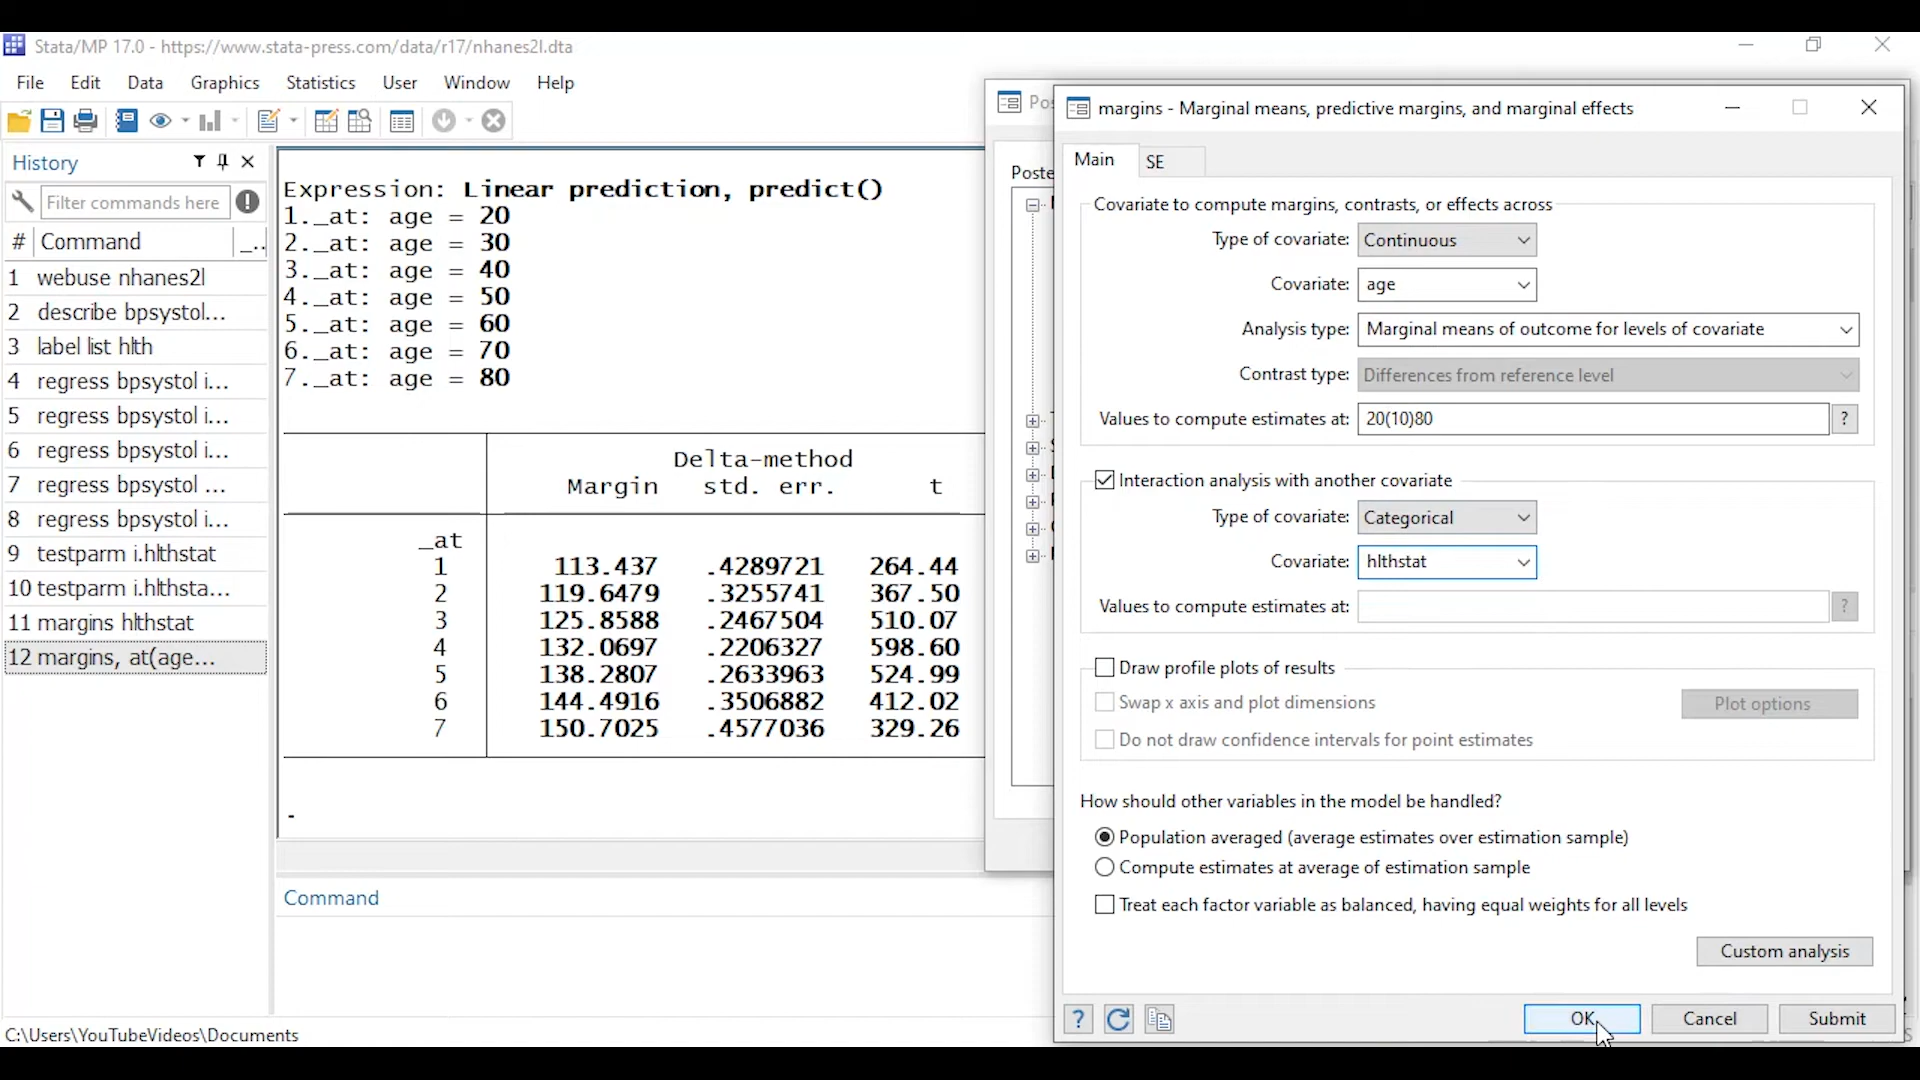 Stata/MP 17.0 - https://www.stata-press.com/data/r17/nhanes2l.dta
File Edit Data Graphics Statistics User Window Help
History
Filter commands here
# Command _..
1 webuse nhanes2l
2 describe bpsystol...
3 label list hlth
4 regress bpsystol i...
5 regress bpsystol i...
6 regress bpsystol i...
7 regress bpsystol ...
8 regress bpsystol i...
9 testparm i.hlthstat
10 testparm i.hlthsta...
11 margins hlthstat
12 margins, at(age...
Expression: Linear prediction, predict()
1._at: age = 20
2._at: age = 30
3._at: age = 40
4._at: age = 50
5._at: age = 60
6._at: age = 70
7._at: age = 80
Delta-method
Margin std. err. t
_at
1 113.437 .4289721 264.44
2 119.6479 .3255741 367.50
3 125.8588 .2467504 510.07
4 132.0697 .2206327 598.60
5 138.2807 .2633963 524.99
6 144.4916 .3506882 412.02
7 150.7025 .4577036 329.26
Command
C:\Users\YouTubeVideos\Documents
Pos
Poste
margins - Marginal means, predictive margins, and marginal effects
Main SE
Covariate to compute margins, contrasts, or effects across
Type of covariate: Continuous
Covariate: age
Analysis type: Marginal means of outcome for levels of covariate
Contrast type: Differences from reference level
Values to compute estimates at: 20(10)80 ?
Interaction analysis with another covariate
Type of covariate: Categorical
Covariate: hlthstat
Values to compute estimates at: ?
Draw profile plots of results
Swap x axis and plot dimensions Plot options
Do not draw confidence intervals for point estimates
How should other variables in the model be handled?
Population averaged (average estimates over estimation sample)
Compute estimates at average of estimation sample
Treat each factor variable as balanced, having equal weights for all levels
Custom analysis
? OK Cancel Submit